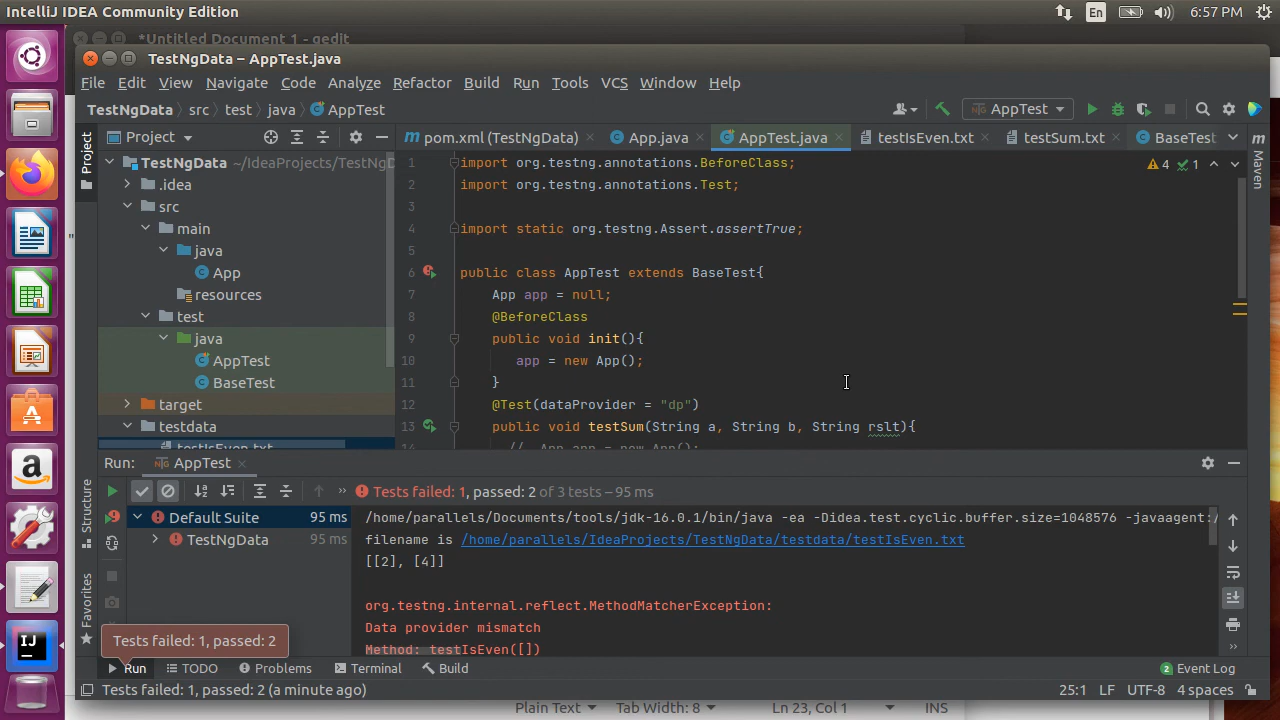 IntelliJ IDEA Community Edition
En
6:57 PM
*Untitled Document 1 - gedit
TestNgData – AppTest.java
File Edit View Navigate Code Analyze Refactor Build Run Tools VCS Window Help
TestNgData src test java AppTest
AppTest
Project
pom.xml (TestNgData) App.java AppTest.java testIsEven.txt testSum.txt BaseTest
Project
Maven
TestNgData ~/IdeaProjects/TestNgD
.idea
src
main
java
App
resources
test
java
AppTest
BaseTest
target
testdata
testIsEven.txt
1 import org.testng.annotations.BeforeClass;
2 import org.testng.annotations.Test;
3
4 import static org.testng.Assert.assertTrue;
5
6 public class AppTest extends BaseTest{
7 App app = null;
8 @BeforeClass
9 public void init(){
10 app = new App();
11 }
12 @Test(dataProvider = "dp")
13 public void testSum(String a, String b, String rslt){
14 // App app = new App();
4 1
"
Run: AppTest
Tests failed: 1, passed: 2 of 3 tests – 95 ms
Default Suite 95 ms
TestNgData 95 ms
/home/parallels/Documents/tools/jdk-16.0.1/bin/java -ea -Didea.test.cyclic.buffer.size=1048576 -javaagent:/
filename is /home/parallels/IdeaProjects/TestNgData/testdata/testIsEven.txt
[[2], [4]]
org.testng.internal.reflect.MethodMatcherException:
Data provider mismatch
Method: testIsEven([])
Structure
Favorites
Tests failed: 1, passed: 2
Run TODO Problems Terminal Build
2 Event Log
Tests failed: 1, passed: 2 (a minute ago)
25:1 LF UTF-8 4 spaces
Plain Text Tab Width: 8 Ln 23, Col 1 INS